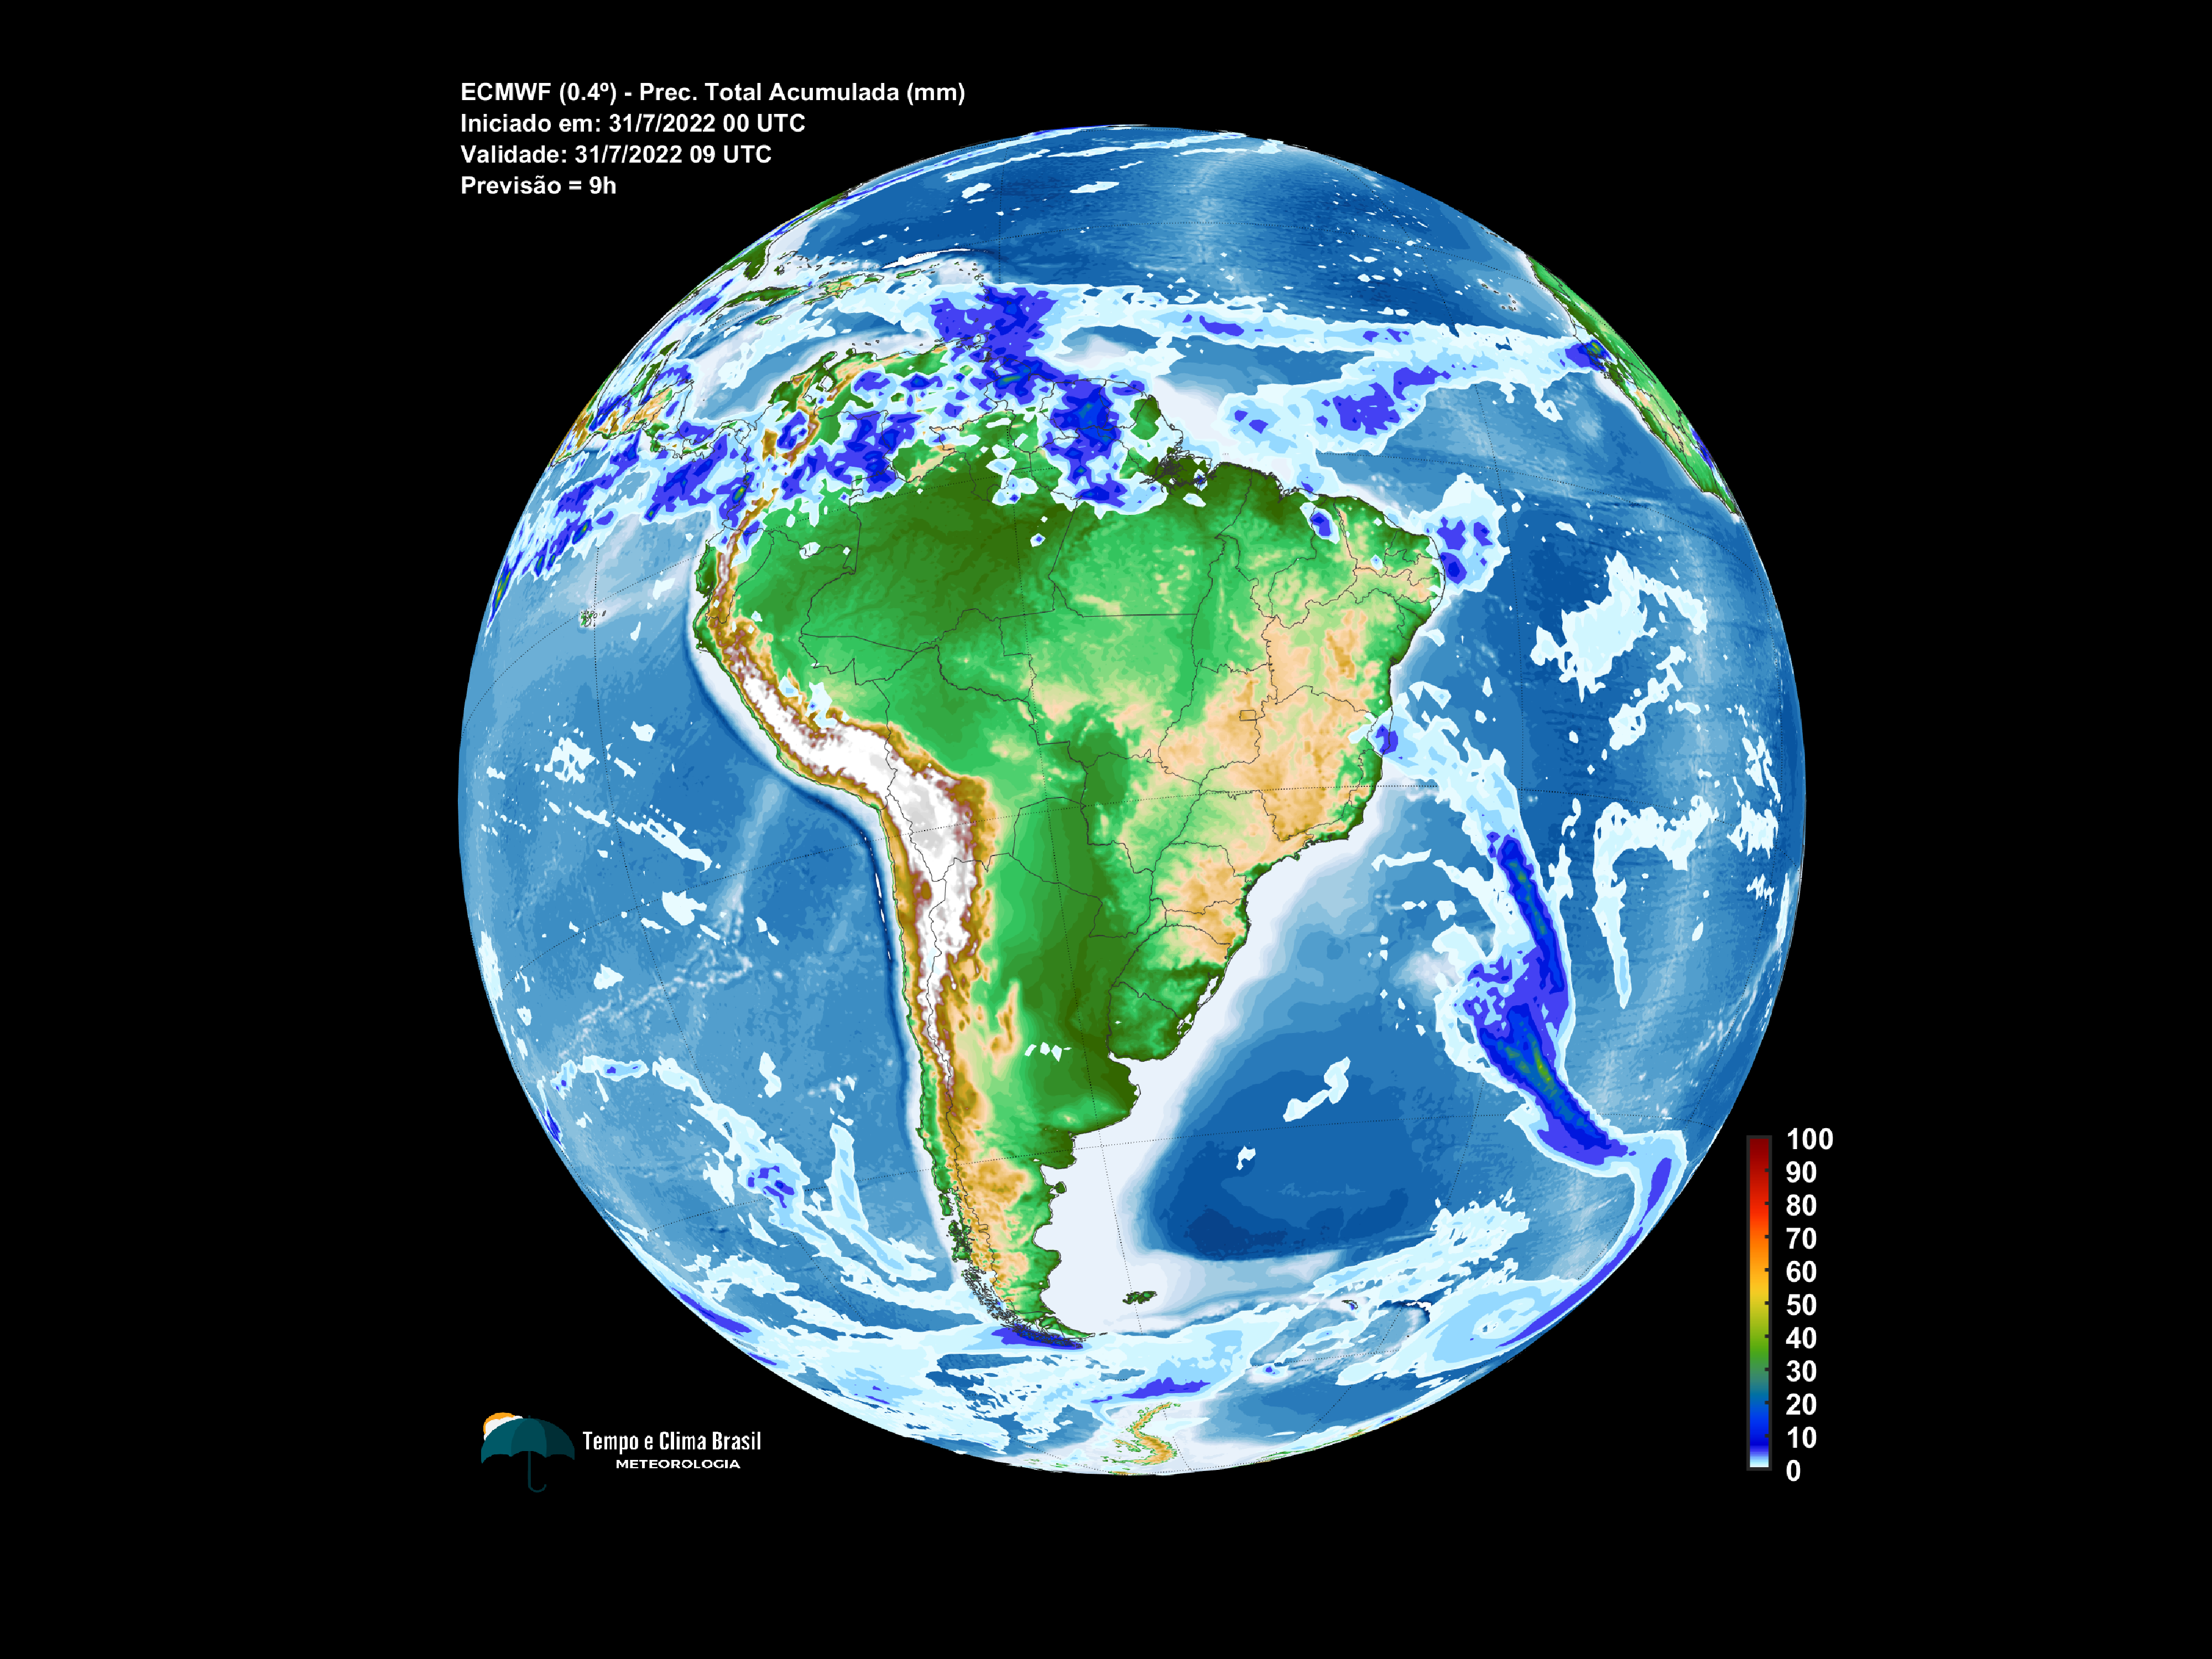 ECMWF (0.4º) - Prec. Total Acumulada (mm)
Iniciado em: 31/7/2022 00 UTC
Validade: 31/7/2022 09 UTC
Previsão = 9h
100
90
80
70
60
50
40
30
20
10
0
Tempo e Clima Brasil
METEOROLOGIA